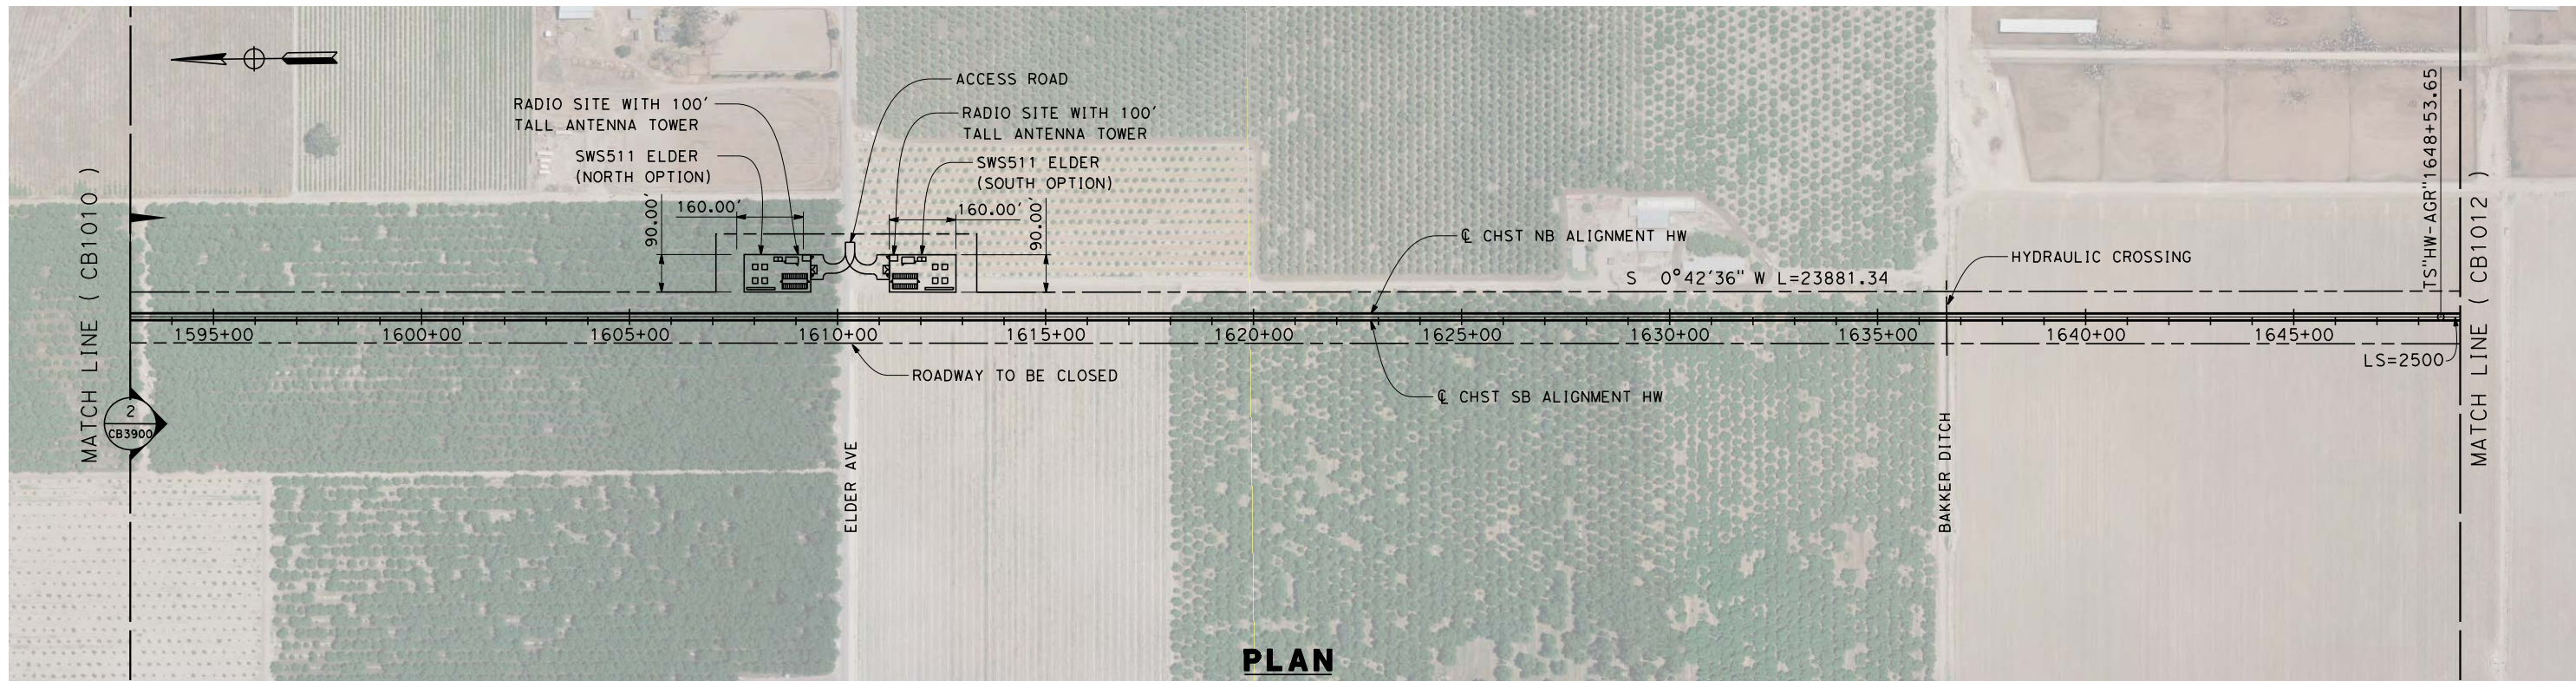 ACCESS ROAD
RADIO SITE WITH 100'
TALL ANTENNA TOWER
RADIO SITE WITH 100'
TALL ANTENNA TOWER
SWS511 ELDER
(NORTH OPTION)
SWS511 ELDER
(SOUTH OPTION)
90.00'
160.00'
160.00'
90.00'
MATCH LINE ( CB1010 )
TS"HW-AGR"1648+53.65
MATCH LINE ( CB1012 )
℄ CHST NB ALIGNMENT HW
HYDRAULIC CROSSING
S 0°42'36" W L=23881.34
1595+00
1600+00
1605+00
1610+00
1615+00
1620+00
1625+00
1630+00
1635+00
1640+00
1645+00
LS=2500
ROADWAY TO BE CLOSED
℄ CHST SB ALIGNMENT HW
2
CB3900
ELDER AVE
BAKER DITCH
PLAN